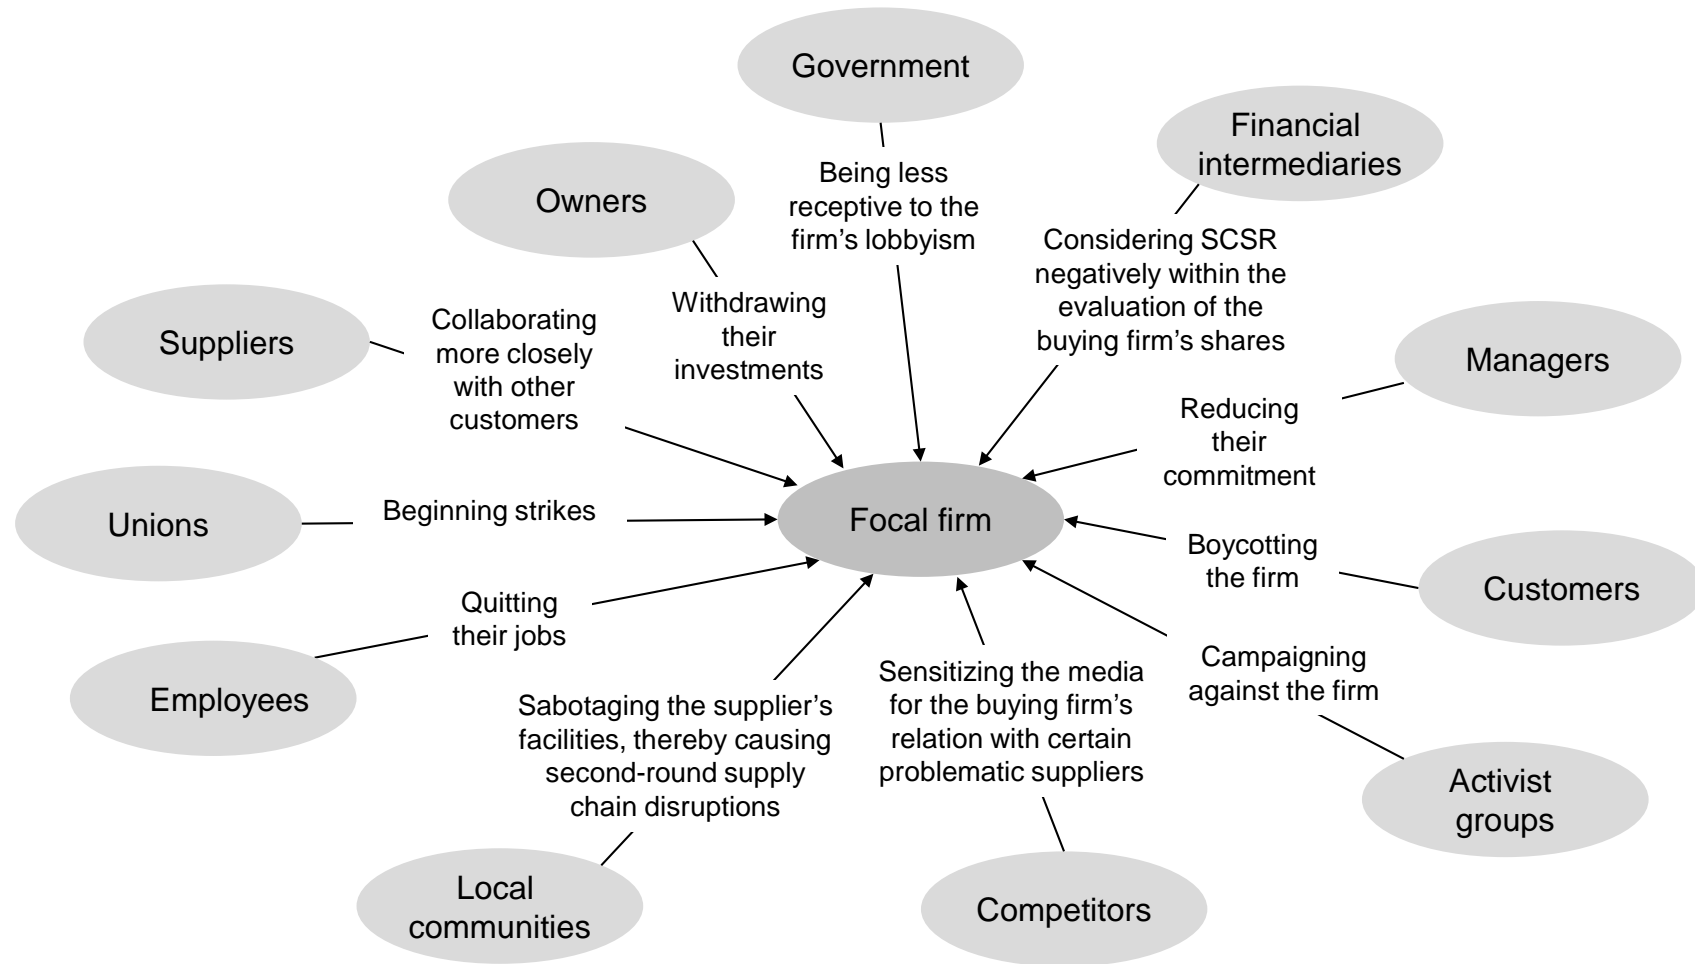 Government
Financial
intermediaries
Being less
receptive to the
firm's lobbyism
Owners
Considering SCSR
negatively within the
evaluation of the
buying firm's shares
Withdrawing
their
investments
Suppliers
Collaborating
more closely
with other
customers
Managers
Reducing
their
commitment
Unions
Beginning strikes
Focal firm
Boycotting
the firm
Customers
Quitting
their jobs
Employees
Campaigning
against the firm
Sabotaging the supplier's
facilities, thereby causing
second-round supply
chain disruptions
Sensitizing the media
for the buying firm's
relation with certain
problematic suppliers
Activist
groups
Local
communities
Competitors